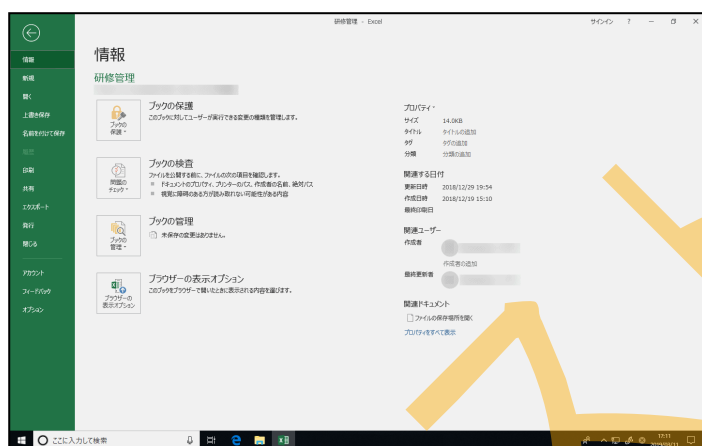 研修管理 - Excel
サインイン ?
情報
新規
開く
上書き保存
名前を付けて保存
履歴
印刷
共有
エクスポート
発行
閉じる
アカウント
フィードバック
オプション
情報
研修管理
ブックの保護
このブックに対してユーザーが実行できる変更の種類を管理します。
ブックの
保護
ブックの検査
ファイルを公開する前に、ファイルの次の項目を確認します。
ドキュメントのプロパティ、プリンターのパス、作成者の名前、絶対パス
視覚に障碍のある方が読み取れない可能性がある内容
問題の
チェック
ブックの管理
未保存の変更はありません。
ブックの
管理
ブラウザーの表示オプション
このブックをブラウザーで開いたときに表示される内容を選びます。
ブラウザーの
表示オプション
プロパティ
サイズ 14.0KB
タイトル タイトルの追加
タグ タグの追加
分類 分類の追加
関連する日付
更新日時 2018/12/29 19:54
作成日時 2018/12/19 15:10
最終印刷日
関連ユーザー
作成者
作成者の追加
最終更新者
関連ドキュメント
ファイルの保存場所を開く
プロパティをすべて表示
ここに入力して検索
17:11